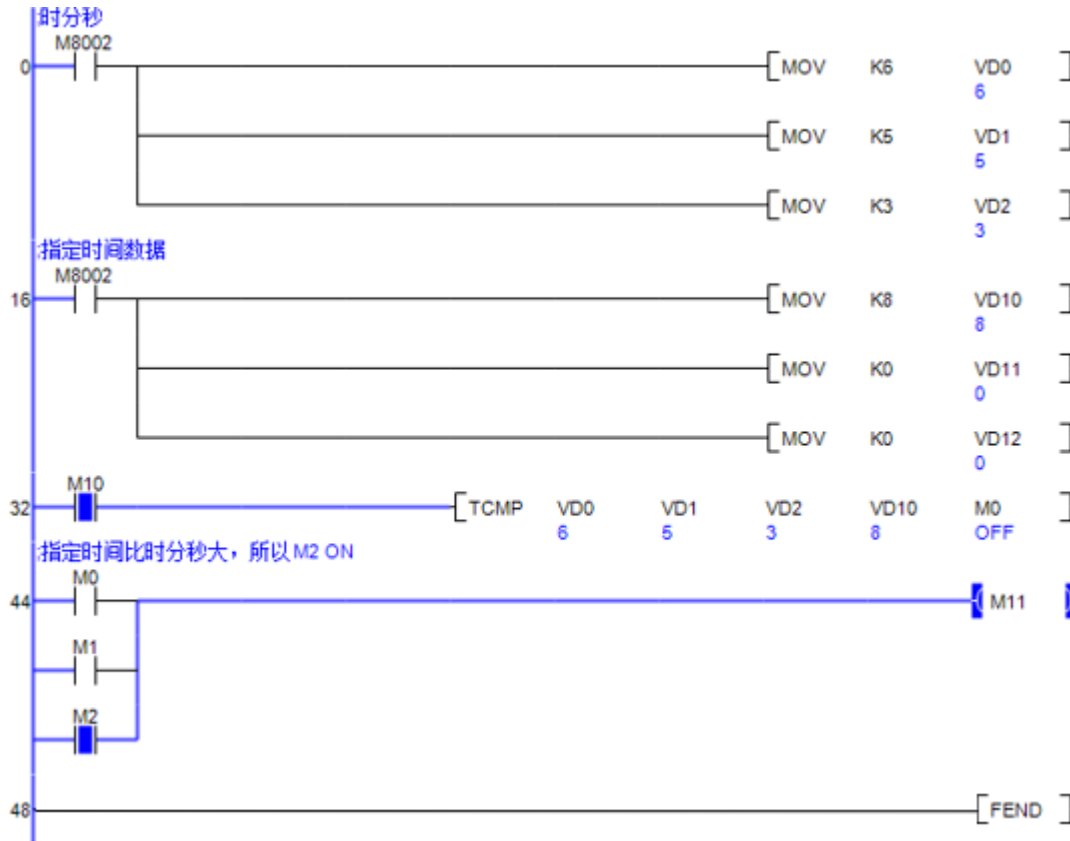 ;时分秒
M8002
0 MOV K6 VD0
6
MOV K5 VD1
5
MOV K3 VD2
3
;指定时间数据
M8002
16 MOV K8 VD10
8
MOV K0 VD11
0
MOV K0 VD12
0
M10
32 TCMP VD0 VD1 VD2 VD10 M0
6 5 3 8 OFF
;指定时间比时分秒大，所以M2 ON
M0
44 M11
M1
M2
48 FEND